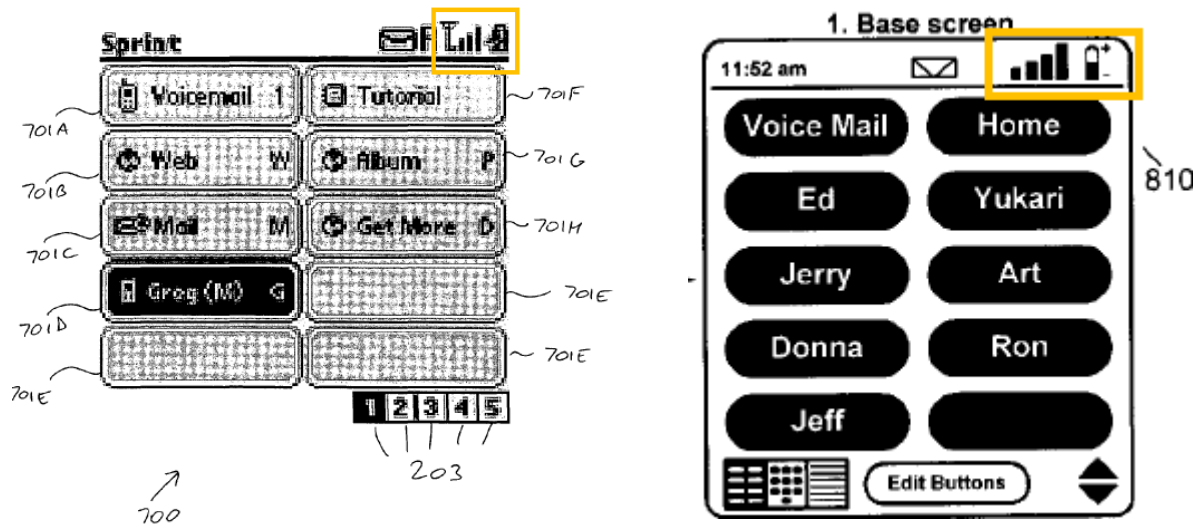 Sprint
Voicemail 1
Tutorial
Web W
Album P
Mail M
Get More D
Greg (M) G
1 2 3 4 5
701A
701B
701C
701D
701E
701F
701G
701H
701E
701E
203
700
1. Base screen
11:52 am
Voice Mail
Home
Ed
Yukari
Jerry
Art
Donna
Ron
Jeff
Edit Buttons
810